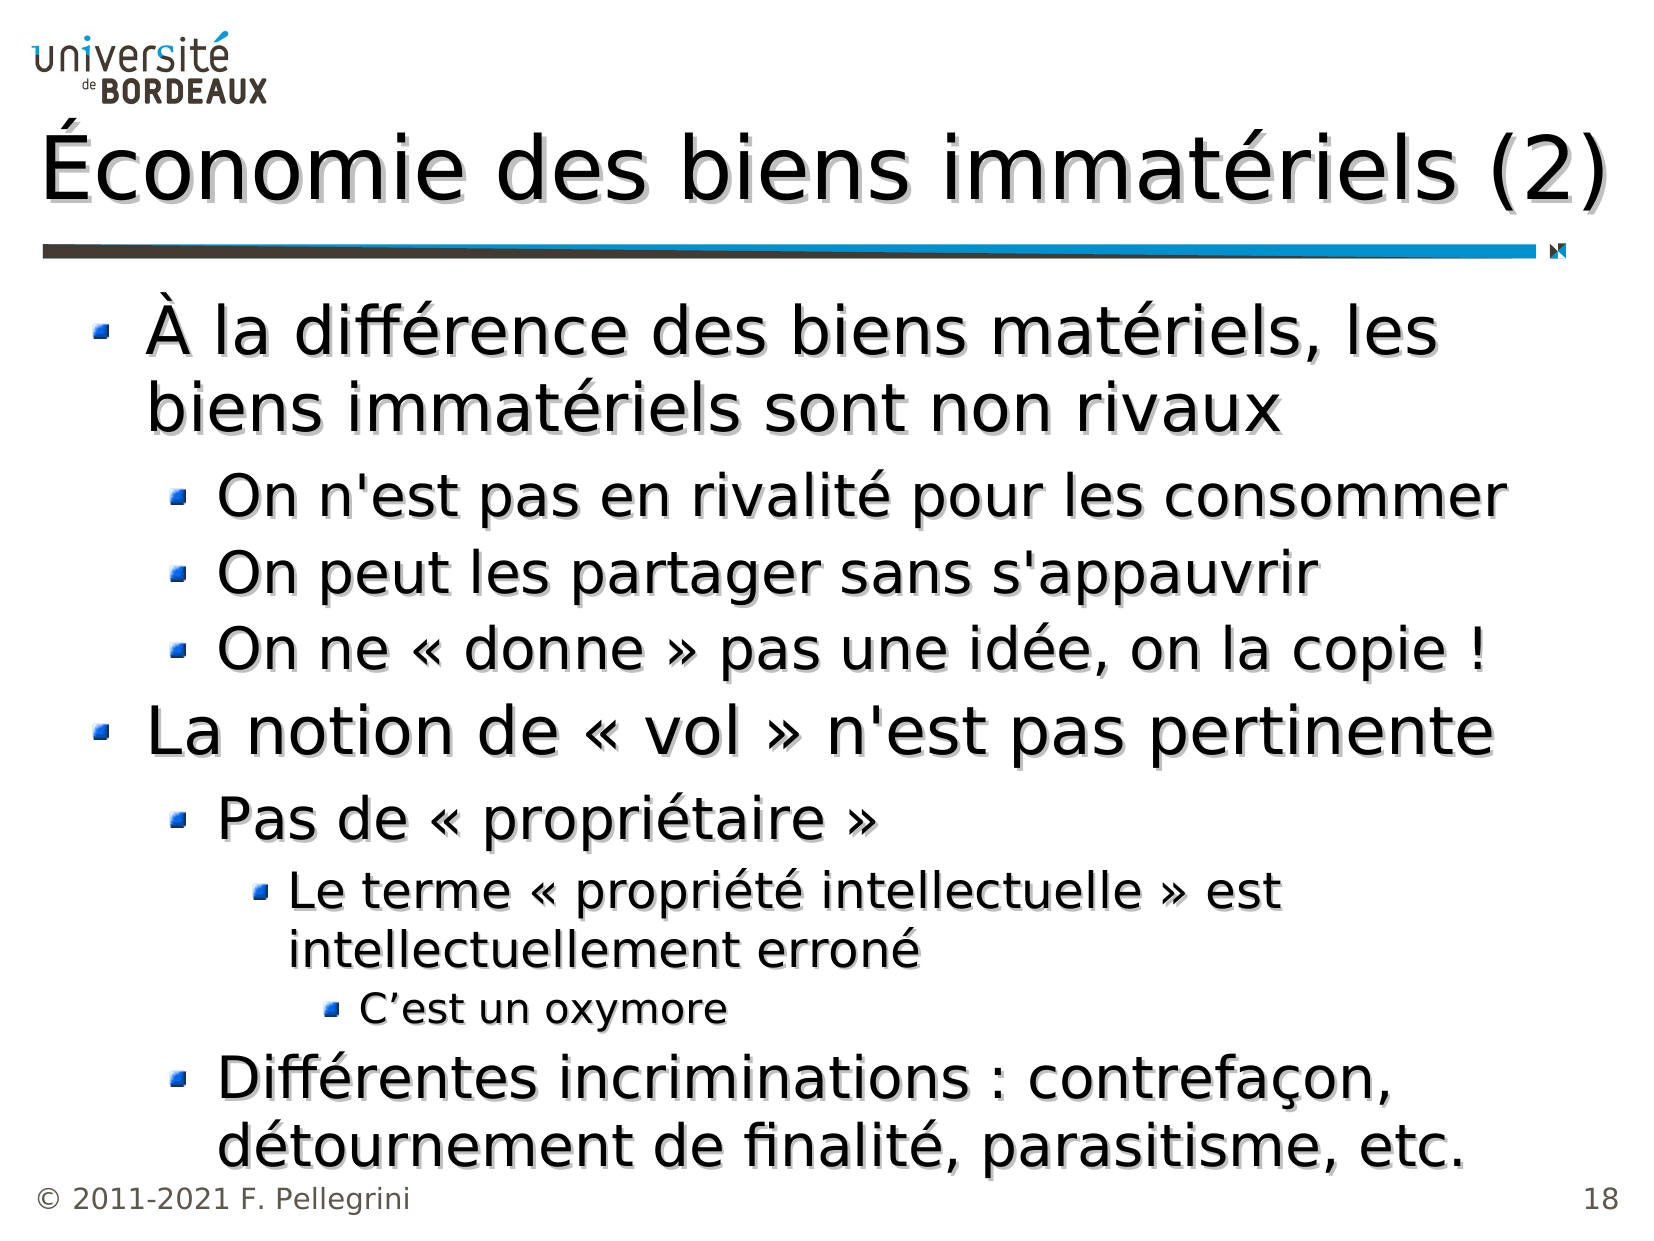 université
de BORDEAUX
Économie des biens immatériels (2)
À la différence des biens matériels, les
biens immatériels sont non rivaux
On n'est pas en rivalité pour les consommer
On peut les partager sans s'appauvrir
On ne « donne » pas une idée, on la copie !
La notion de « vol » n'est pas pertinente
Pas de « propriétaire »
Le terme « propriété intellectuelle » est
intellectuellement erroné
C’est un oxymore
Différentes incriminations : contrefaçon,
détournement de finalité, parasitisme, etc.
© 2011-2021 F. Pellegrini
18